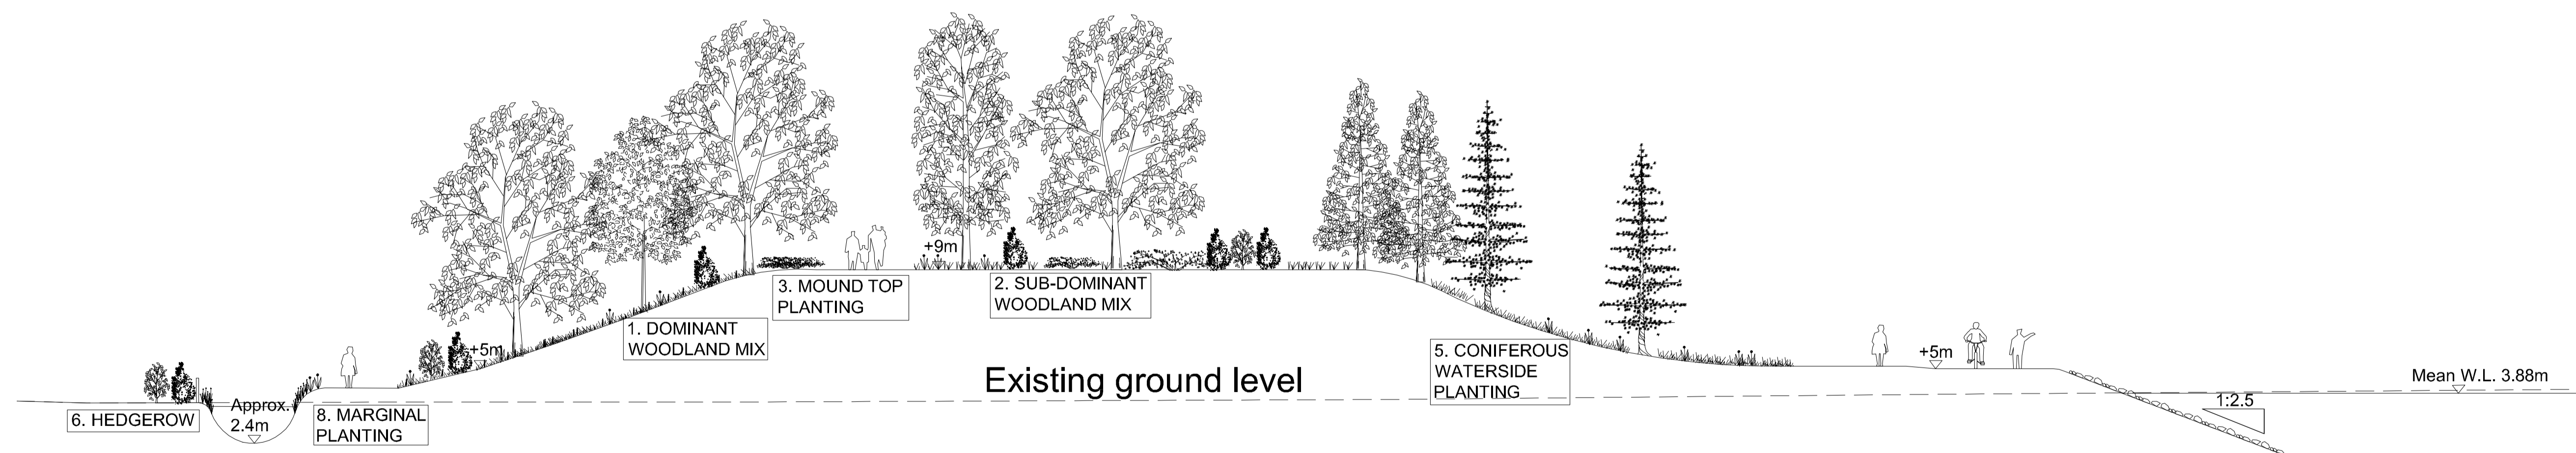 +9m
3. MOUND TOP
PLANTING
2. SUB-DOMINANT
WOODLAND MIX
1. DOMINANT
WOODLAND MIX
+5m
5. CONIFEROUS
WATERSIDE
PLANTING
+5m
Existing ground level
Mean W.L. 3.88m
1:2.5
6. HEDGEROW
Approx.
2.4m
8. MARGINAL
PLANTING